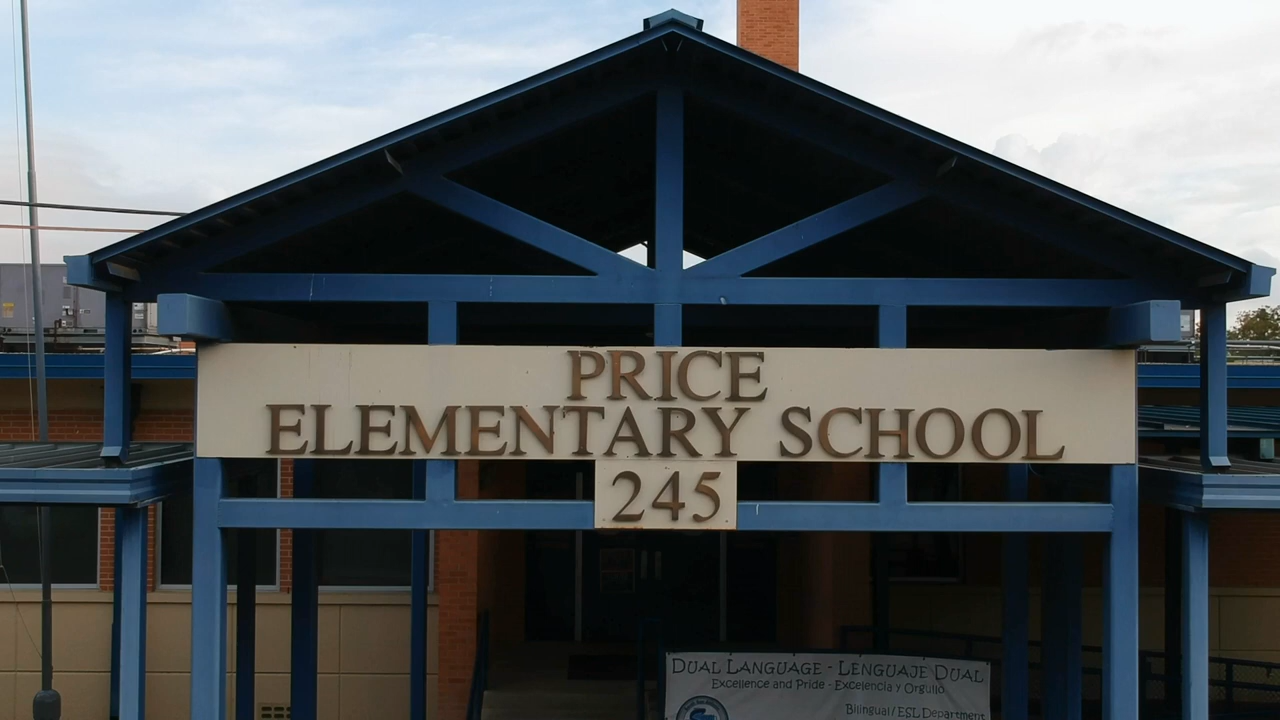 PRICE
ELEMENTARY SCHOOL
245
DUAL LANGUAGE - LENGUAJE DUAL
Excellence and Pride - Excelencia y Orgullo
Bilingual/ESL Department